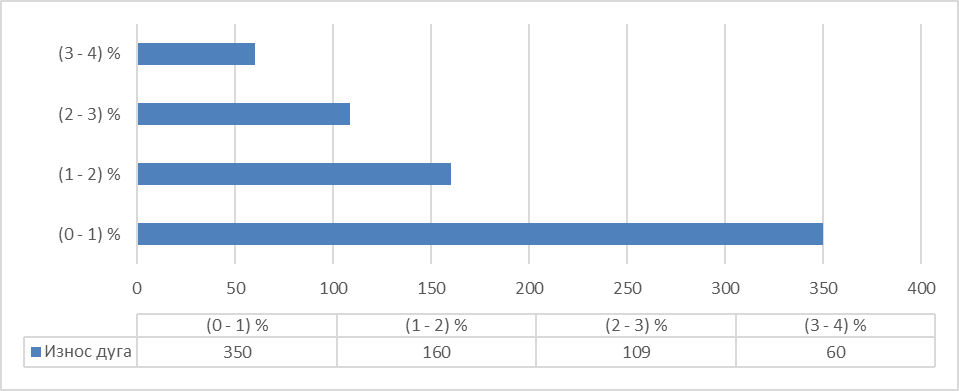 (3 - 4) %
(2 - 3) %
(1 - 2) %
(0 - 1) %
0 50 100 150 200 250 300 350 400
(0 - 1) % (1 - 2) % (2 - 3) % (3 - 4) %
Износ дуга 350 160 109 60